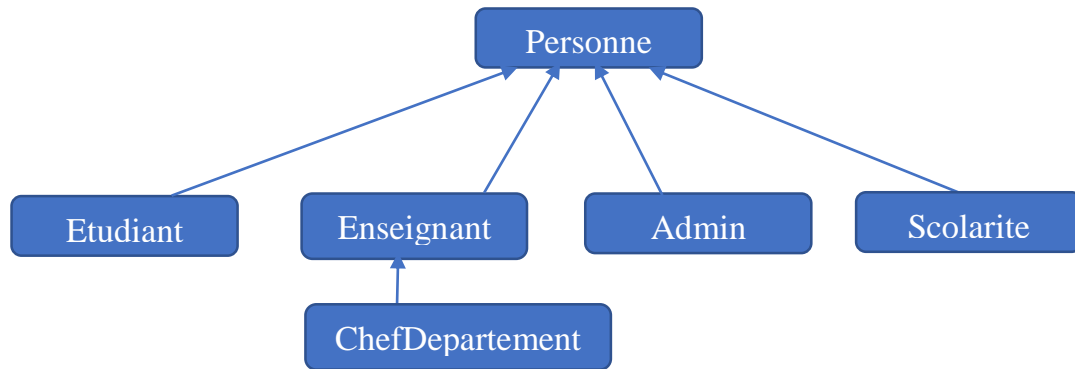 Personne
Etudiant
Enseignant
Admin
Scolarite
ChefDepartement